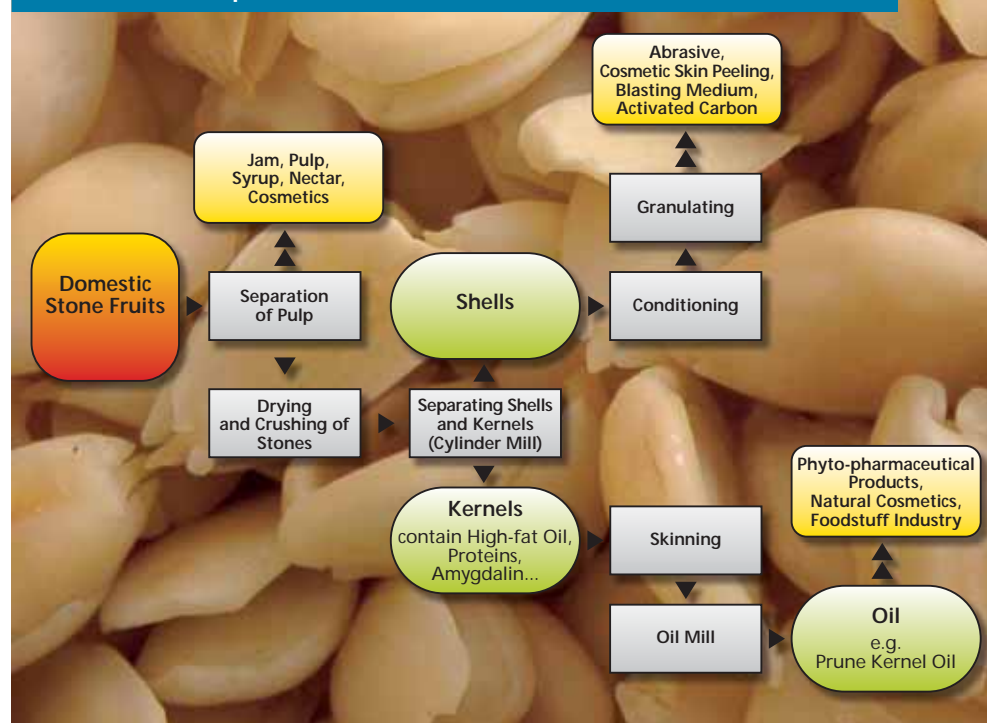 Abrasive,
Cosmetic Skin Peeling,
Blasting Medium,
Activated Carbon
Jam, Pulp,
Syrup, Nectar,
Cosmetics
Granulating
Domestic
Stone Fruits
Separation
of Pulp
Shells
Conditioning
Drying
and Crushing of
Stones
Separating Shells
and Kernels
(Cylinder Mill)
Kernels
contain High-fat Oil,
Proteins,
Amygdalin...
Skinning
Phyto-pharmaceutical
Products,
Natural Cosmetics,
Foodstuff Industry
Oil Mill
Oil
e.g.
Prune Kernel Oil